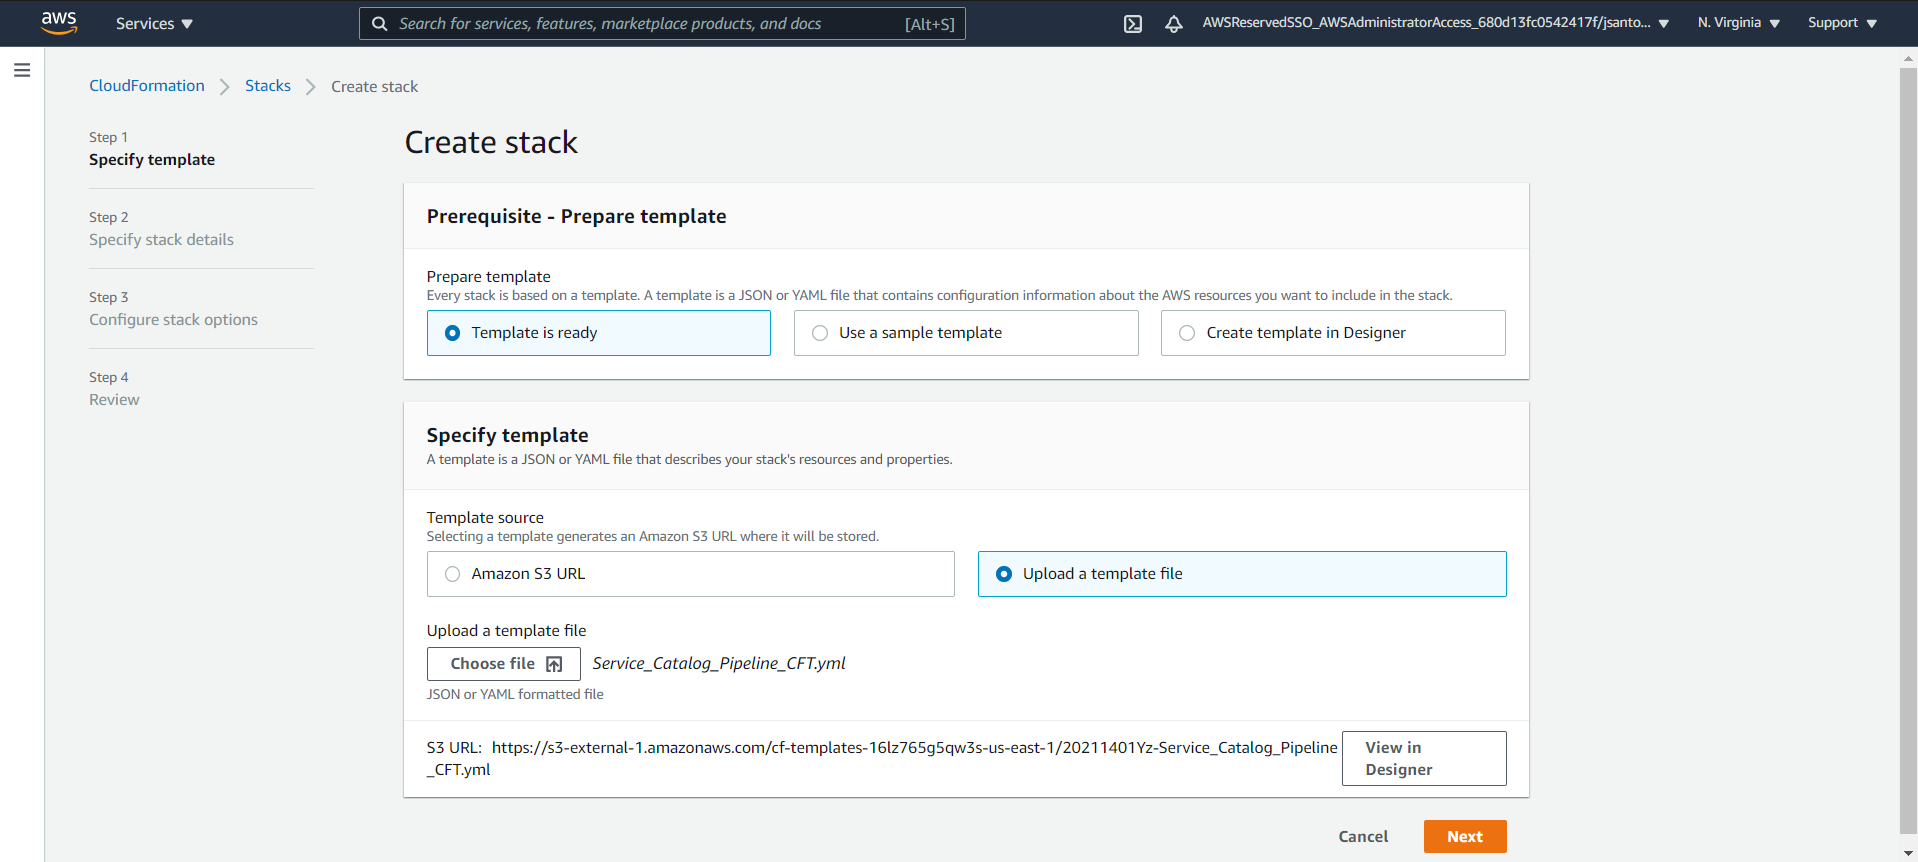 aws
Services
Search for services, features, marketplace products, and docs
[Alt+S]
AWSReservedSSO_AWSAdministratorAccess_680d13fc0542417f/jsanto...
N. Virginia
Support
CloudFormation
Stacks
Create stack
Step 1
Specify template
Step 2
Specify stack details
Step 3
Configure stack options
Step 4
Review
Create stack
Prerequisite - Prepare template
Prepare template
Every stack is based on a template. A template is a JSON or YAML file that contains configuration information about the AWS resources you want to include in the stack.
Template is ready
Use a sample template
Create template in Designer
Specify template
A template is a JSON or YAML file that describes your stack's resources and properties.
Template source
Selecting a template generates an Amazon S3 URL where it will be stored.
Amazon S3 URL
Upload a template file
Upload a template file
Choose file
Service_Catalog_Pipeline_CFT.yml
JSON or YAML formatted file
S3 URL: https://s3-external-1.amazonaws.com/cf-templates-16lz765g5qw3s-us-east-1/20211401Yz-Service_Catalog_Pipeline
_CFT.yml
View in
Designer
Cancel
Next